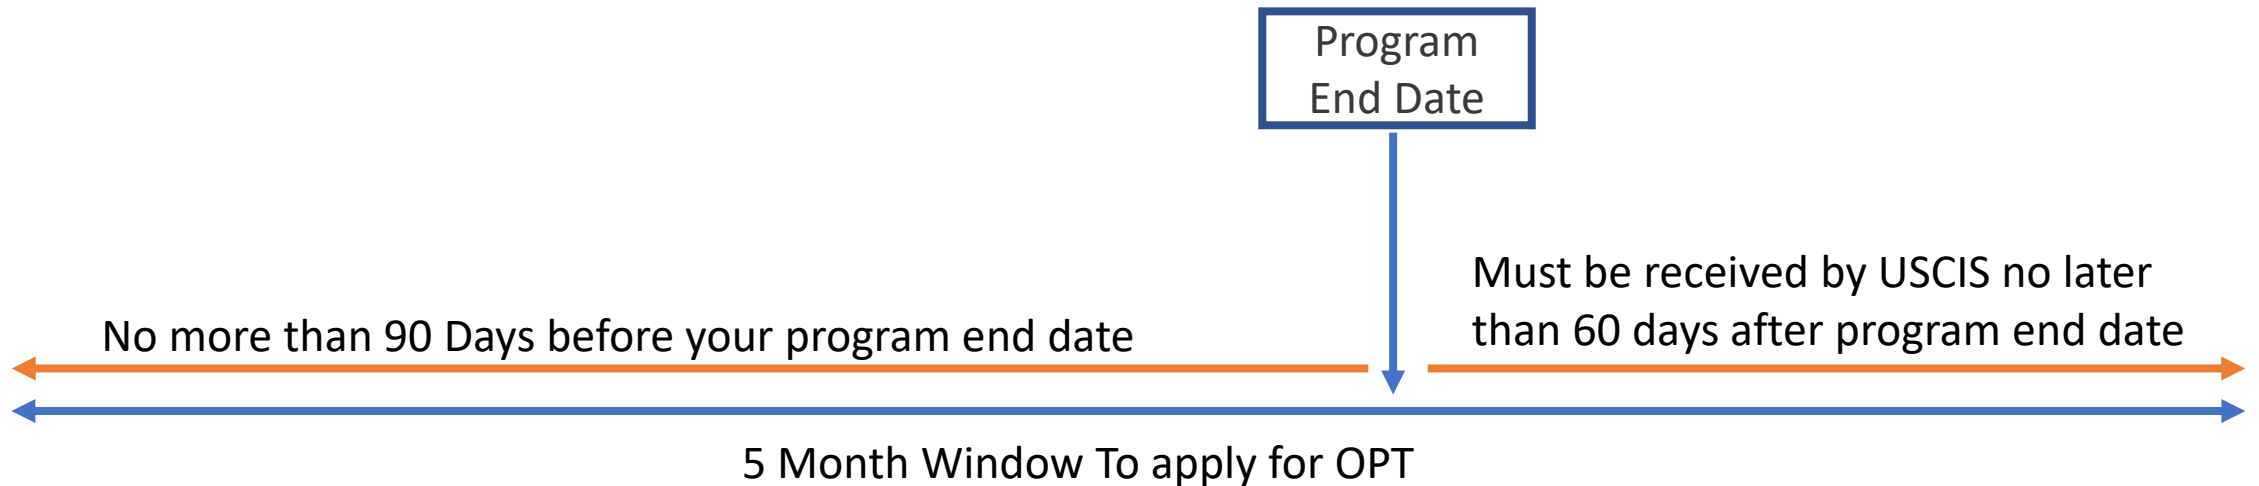 Program
End Date
Must be received by USCIS no later
than 60 days after program end date
No more than 90 Days before your program end date
5 Month Window To apply for OPT